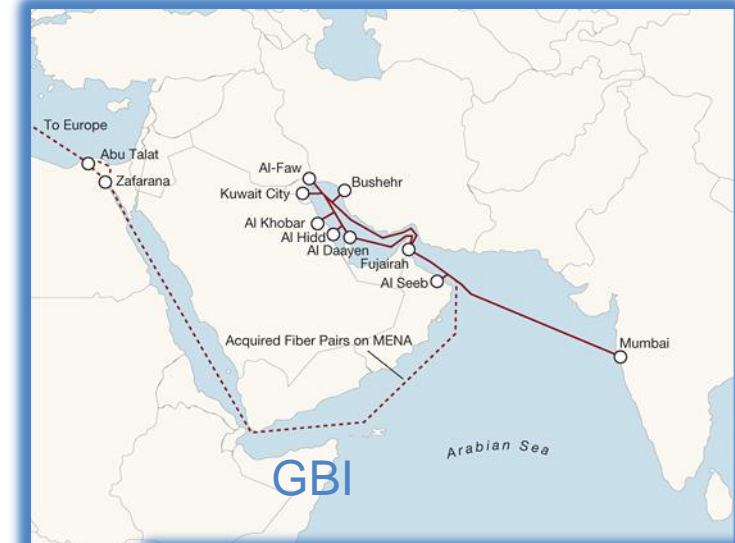 To Europe
Abu Talat
Zafarana
Al-Faw
Bushehr
Kuwait City
Al Khobar
Al Hidd
Al Daayen
Fujairah
Al Seeb
Acquired Fiber Pairs on MENA
Mumbai
Arabian Sea
GBI